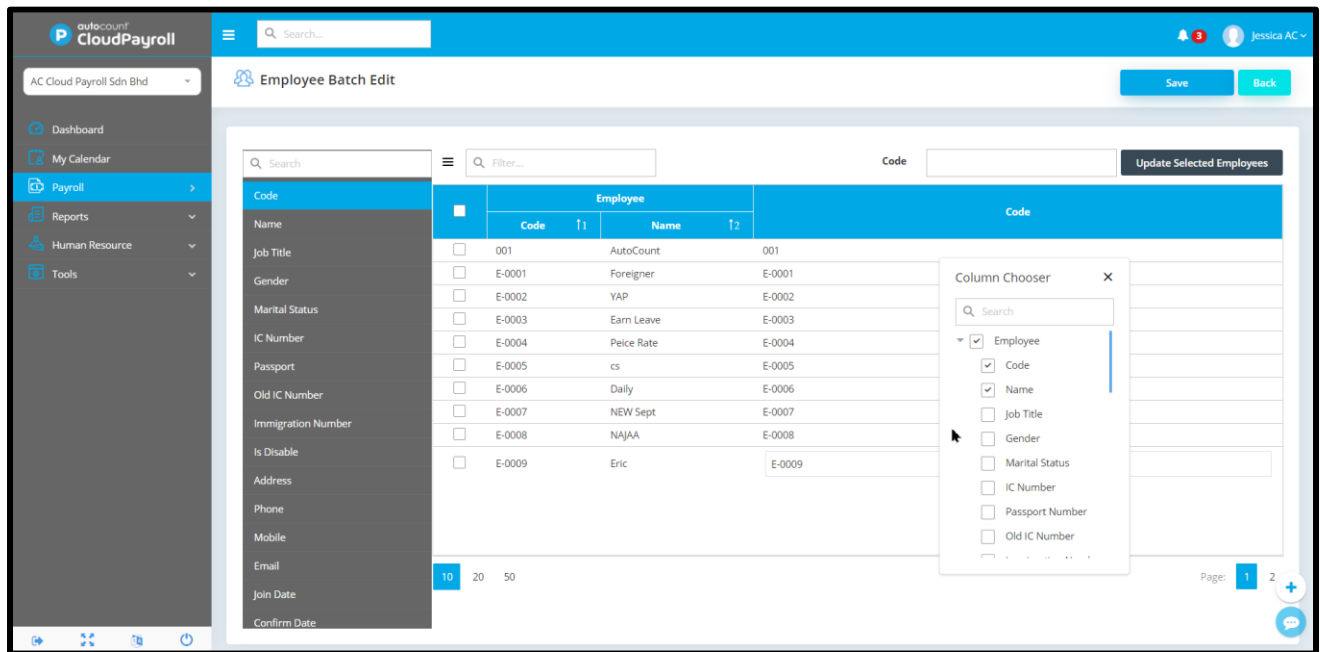 autocount
P CloudPayroll
Search...
3 Jessica AC
AC Cloud Payroll Sdn Bhd
Employee Batch Edit
Save Back
Dashboard
My Calendar
Payroll
Reports
Human Resource
Tools
Search
Code
Name
Job Title
Gender
Marital Status
IC Number
Passport
Old IC Number
Immigration Number
Is Disable
Address
Phone
Mobile
Email
Join Date
Confirm Date
Filter...
Code
Update Selected Employees
Employee
Code 1 Name 2
Code
001 AutoCount 001
E-0001 Foreigner E-0001
E-0002 YAP E-0002
E-0003 Earn Leave E-0003
E-0004 Peice Rate E-0004
E-0005 cs E-0005
E-0006 Daily E-0006
E-0007 NEW Sept E-0007
E-0008 NAJAA E-0008
E-0009 Eric E-0009
Column Chooser
Search
Employee
Code
Name
Job Title
Gender
Marital Status
IC Number
Passport Number
Old IC Number
10 20 50
Page: 1 2